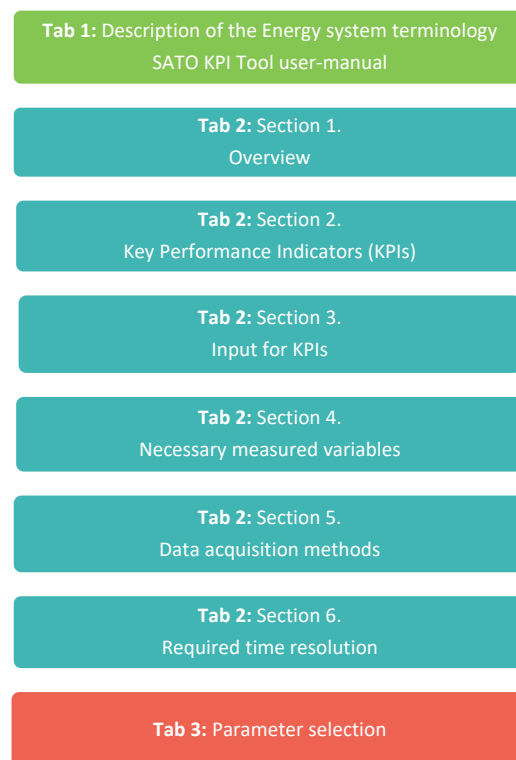 Tab 1: Description of the Energy system terminology
SATO KPI Tool user-manual
Tab 2: Section 1.
Overview
Tab 2: Section 2.
Key Performance Indicators (KPIs)
Tab 2: Section 3.
Input for KPIs
Tab 2: Section 4.
Necessary measured variables
Tab 2: Section 5.
Data acquisition methods
Tab 2: Section 6.
Required time resolution
Tab 3: Parameter selection